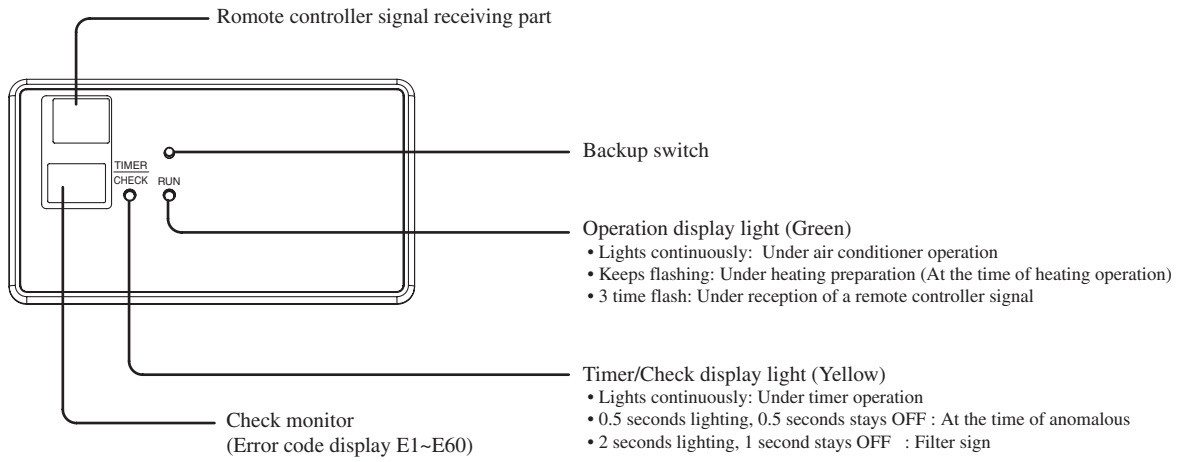 Romote controller signal receiving part
TIMER
CHECK RUN
Backup switch
Operation display light (Green)
• Lights continuously: Under air conditioner operation
• Keeps flashing: Under heating preparation (At the time of heating operation)
• 3 time flash: Under reception of a remote controller signal
Timer/Check display light (Yellow)
• Lights continuously: Under timer operation
• 0.5 seconds lighting, 0.5 seconds stays OFF : At the time of anomalous
• 2 seconds lighting, 1 second stays OFF : Filter sign
Check monitor
(Error code display E1~E60)